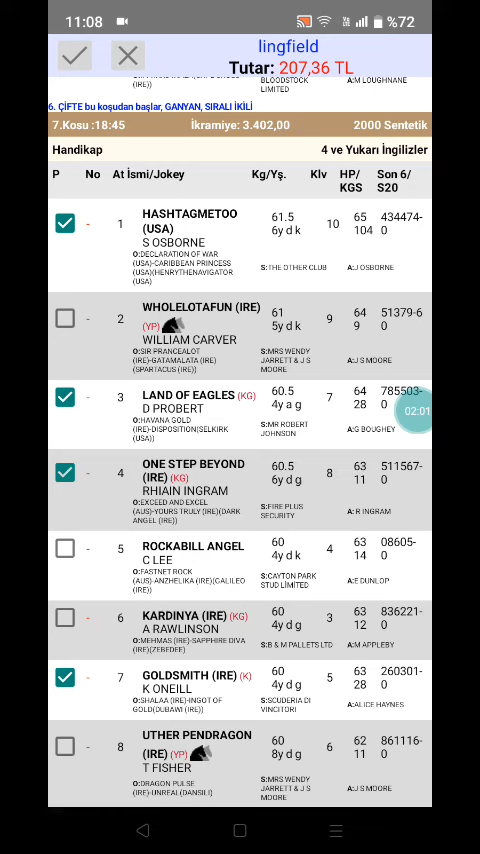 11:08
%72
lingfield
Tutar: 207,36 TL
(IRE))
BLOODSTOCK
LIMITED
A:M LOUGHNANE
6. ÇİFTE bu koşudan başlar, GANYAN, SIRALI İKİLİ
7.Kosu :18:45 İkramiye: 3.402,00 2000 Sentetik
Handikap 4 ve Yukarı İngilizler
P No At İsmi/Jokey Kg/Yş. Klv HP/KGS Son 6/S20
- 1 HASHTAGMETOO (USA)
S OSBORNE
61.5
6y d k
10
65
104
434474-
0
O:DECLARATION OF WAR
(USA)-CARIBBEAN PRINCESS
(USA)(HENRYTHENAVIGATOR
(USA)
S:THE OTHER CLUB
A:J OSBORNE
- 2 WHOLELOTAFUN (IRE)
(YP)
WILLIAM CARVER
61
5y d k
9
64
9
51379-6
0
O:SIR PRANCEALOT
(IRE)-GATAMALATA (IRE)
(SPARTACUS (IRE))
S:MRS WENDY
JARRETT & J S
MOORE
A:J S MOORE
- 3 LAND OF EAGLES (KG)
D PROBERT
60.5
4y a g
7
64
28
785503-
0
02:01
O:HAVANA GOLD
(IRE)-DISPOSITION(SELKIRK
(USA))
S:MR ROBERT
JOHNSON
A:G BOUGHEY
- 4 ONE STEP BEYOND
(IRE) (KG)
RHIAIN INGRAM
60.5
6y d g
8
63
11
511567-
0
O:EXCEED AND EXCEL
(AUS)-YOURS TRULY (IRE)(DARK
ANGEL (IRE))
S:FIRE PLUS
SECURITY
A: R INGRAM
- 5 ROCKABILL ANGEL
C LEE
60
4y d k
4
63
14
08605-
0
O:FASTNET ROCK
(AUS)-ANZHELIKA (IRE)(GALILEO
(IRE))
S:CAYTON PARK
STUD LİMİTED
A:E DUNLOP
- 6 KARDINYA (IRE) (KG)
A RAWLINSON
60
4y d g
3
63
12
836221-
0
O:MEHMAS (IRE)-SAPPHIRE DIVA
(IRE)(ZEBEDEE)
S:B & M PALLETS LTD
A:M APPLEBY
- 7 GOLDSMITH (IRE) (K)
K ONEILL
60
4y d g
5
63
28
260301-
0
O:SHALAA (IRE)-INGOT OF
GOLD(DUBAWI (IRE))
S:SCUDERIA DI
VINCITORI
A:ALICE HAYNES
- 8 UTHER PENDRAGON
(IRE) (YP)
T FISHER
60
8y d g
6
62
11
861116-
0
O:DRAGON PULSE
(IRE)-UNREAL(DANSILI)
S:MRS WENDY
JARRETT & J S
MOORE
A:J S MOORE